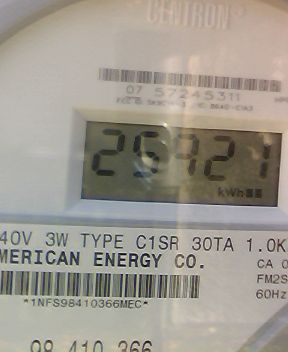 CENTRON
07 57245311
25921
kWh
40V 3W TYPE C1SR 30TA 1.0K
MERICAN ENERGY CO.
CA 0
FM2S
60Hz
*1NFS98410366MEC*
98 410 366